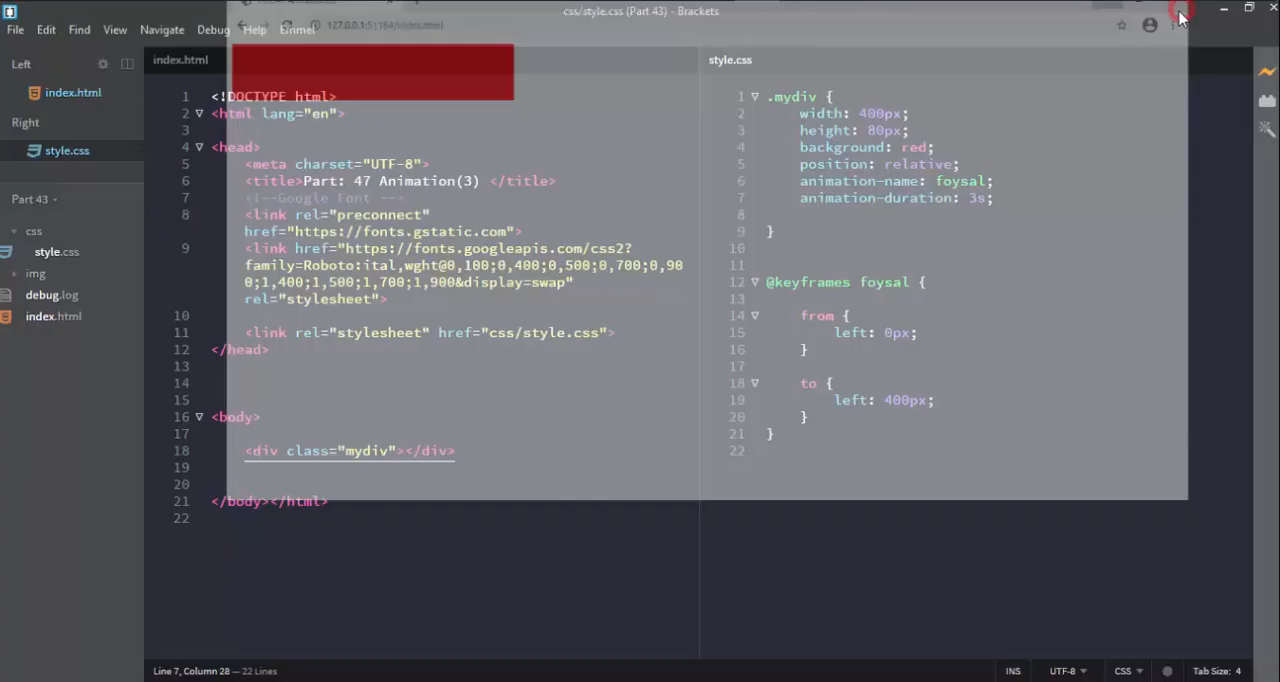 css/style.css (Part 43) - Brackets
127.0.0.1:51164/index.html
File Edit Find View Navigate Debug Help Emmet
Left
index.html
Right
style.css
Part 43
css
style.css
img
debug.log
index.html
index.html
1 <!DOCTYPE html>
2 <html lang="en">
3
4 <head>
5 <meta charset="UTF-8">
6 <title>Part: 47 Animation(3) </title>
7 <!--Google Font -->
8 <link rel="preconnect"
href="https://fonts.gstatic.com">
9 <link href="https://fonts.googleapis.com/css2?
family=Roboto:ital,wght@0,100;0,400;0,500;0,700;0,90
0;1,400;1,500;1,700;1,900&display=swap"
rel="stylesheet">
10
11 <link rel="stylesheet" href="css/style.css">
12 </head>
13
14
15
16 <body>
17
18 <div class="mydiv"></div>
19
20
21 </body></html>
22
style.css
1 .mydiv {
2 width: 400px;
3 height: 80px;
4 background: red;
5 position: relative;
6 animation-name: foysal;
7 animation-duration: 3s;
8
9 }
10
11
12 @keyframes foysal {
13
14 from {
15 left: 0px;
16 }
17
18 to {
19 left: 400px;
20 }
21 }
22
Line 7, Column 28 — 22 Lines
INS UTF-8 CSS Tab Size: 4